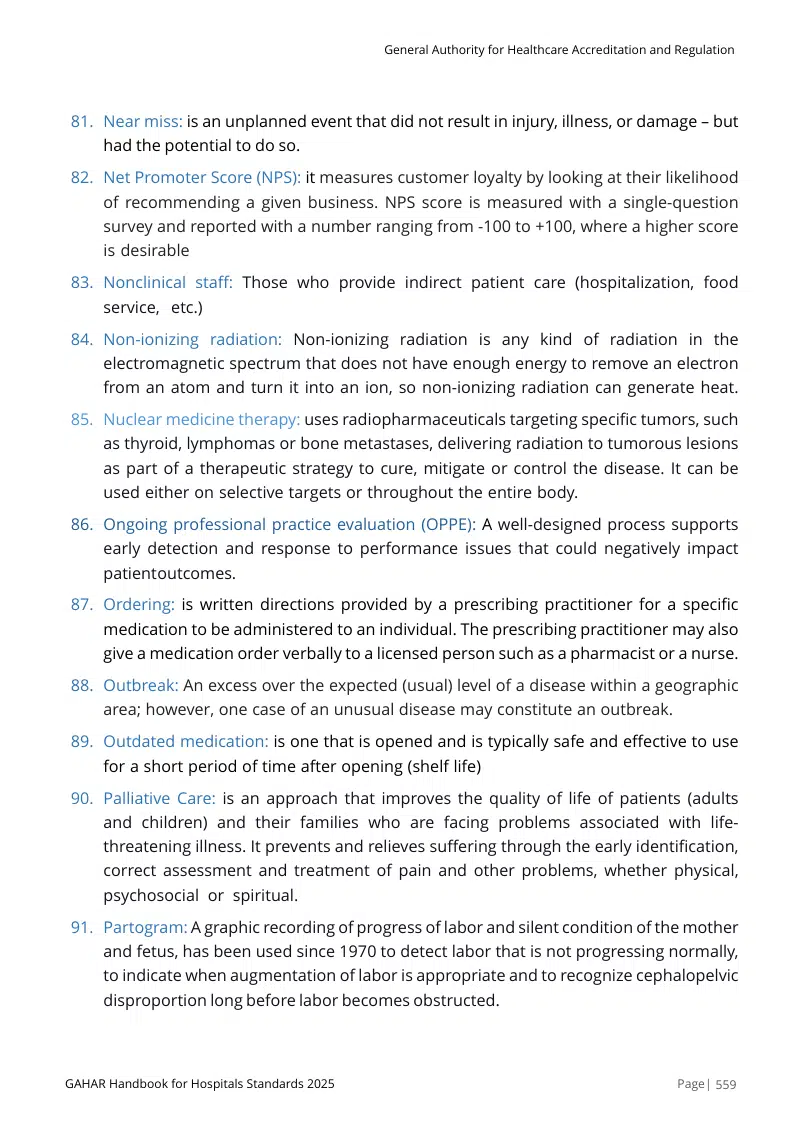 General Authority for Healthcare Accreditation and Regulation
81. Near miss: is an unplanned event that did not result in injury, illness, or damage – but
had the potential to do so.
82. Net Promoter Score (NPS): it measures customer loyalty by looking at their likelihood
of recommending a given business. NPS score is measured with a single-question
survey and reported with a number ranging from -100 to +100, where a higher score
is desirable
83. Nonclinical staff: Those who provide indirect patient care (hospitalization, food
service, etc.)
84. Non-ionizing radiation: Non-ionizing radiation is any kind of radiation in the
electromagnetic spectrum that does not have enough energy to remove an electron
from an atom and turn it into an ion, so non-ionizing radiation can generate heat.
85. Nuclear medicine therapy: uses radiopharmaceuticals targeting specific tumors, such
as thyroid, lymphomas or bone metastases, delivering radiation to tumorous lesions
as part of a therapeutic strategy to cure, mitigate or control the disease. It can be
used either on selective targets or throughout the entire body.
86. Ongoing professional practice evaluation (OPPE): A well-designed process supports
early detection and response to performance issues that could negatively impact
patientoutcomes.
87. Ordering: is written directions provided by a prescribing practitioner for a specific
medication to be administered to an individual. The prescribing practitioner may also
give a medication order verbally to a licensed person such as a pharmacist or a nurse.
88. Outbreak: An excess over the expected (usual) level of a disease within a geographic
area; however, one case of an unusual disease may constitute an outbreak.
89. Outdated medication: is one that is opened and is typically safe and effective to use
for a short period of time after opening (shelf life)
90. Palliative Care: is an approach that improves the quality of life of patients (adults
and children) and their families who are facing problems associated with life-
threatening illness. It prevents and relieves suffering through the early identification,
correct assessment and treatment of pain and other problems, whether physical,
psychosocial or spiritual.
91. Partogram: A graphic recording of progress of labor and silent condition of the mother
and fetus, has been used since 1970 to detect labor that is not progressing normally,
to indicate when augmentation of labor is appropriate and to recognize cephalopelvic
disproportion long before labor becomes obstructed.
GAHAR Handbook for Hospitals Standards 2025
Page| 559